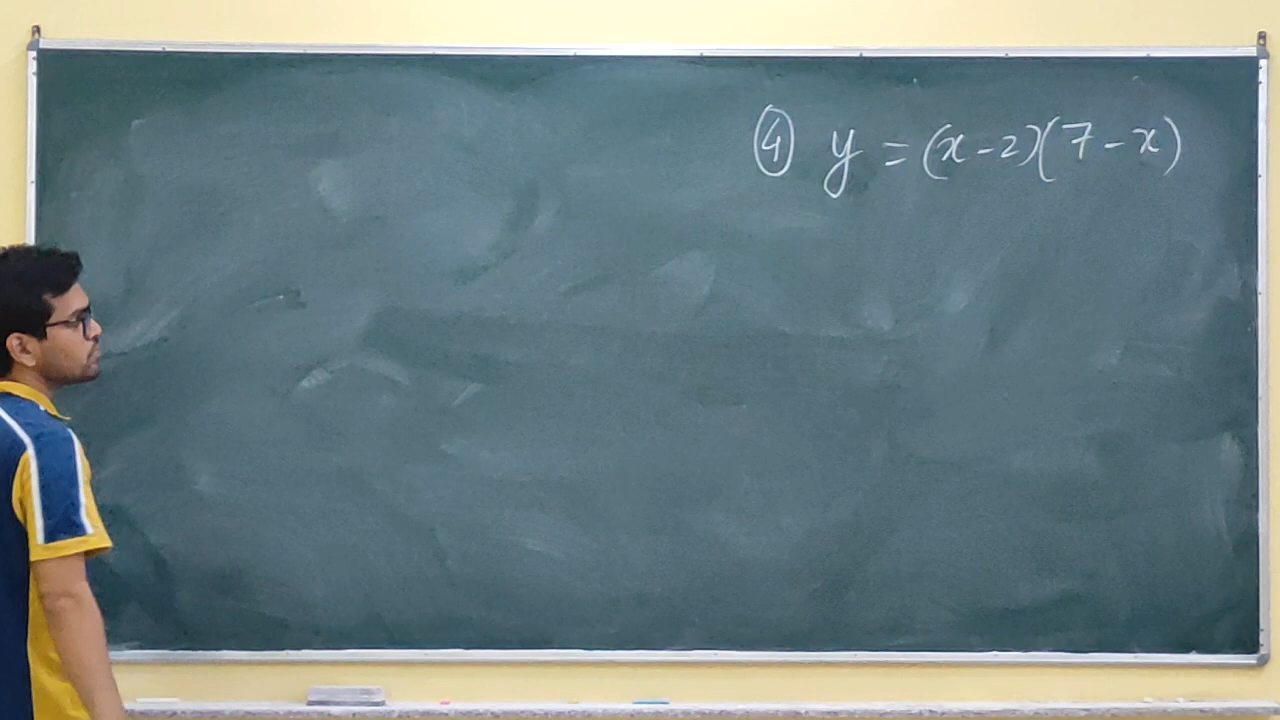 ④ y = (x-2)(7-x)